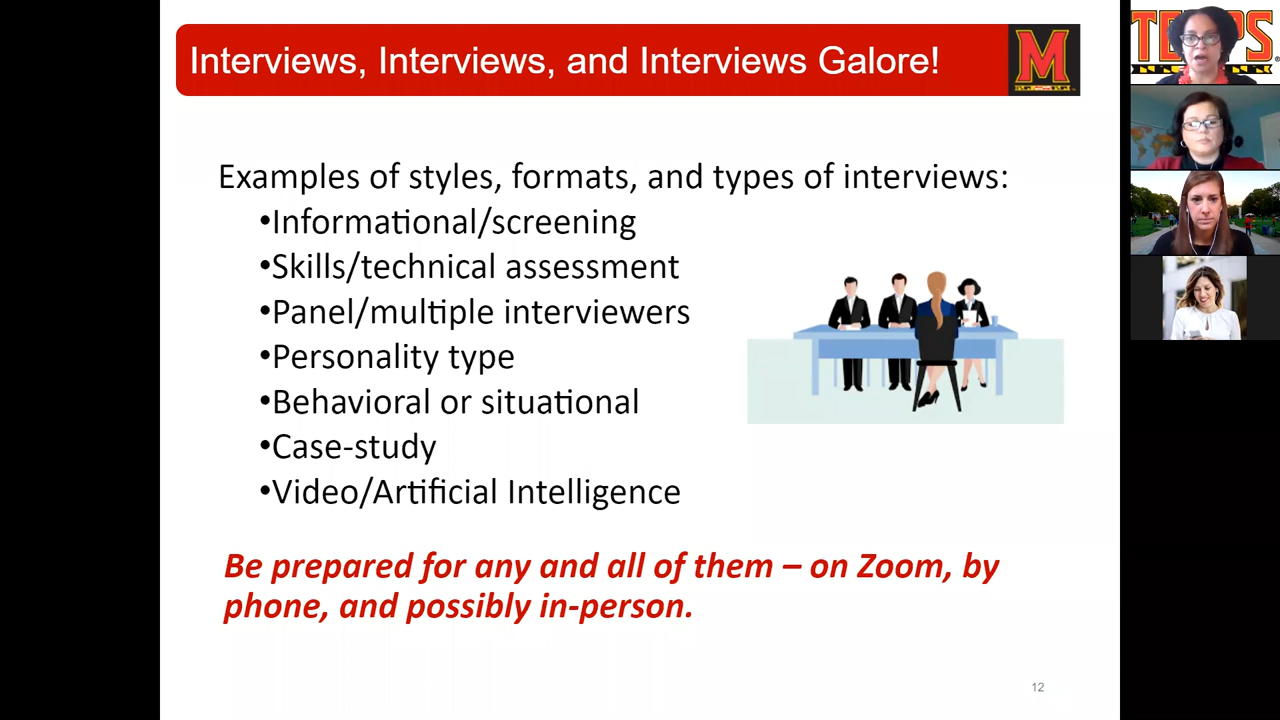 Interviews, Interviews, and Interviews Galore!
M
Examples of styles, formats, and types of interviews:
•Informational/screening
•Skills/technical assessment
•Panel/multiple interviewers
•Personality type
•Behavioral or situational
•Case-study
•Video/Artificial Intelligence
Be prepared for any and all of them – on Zoom, by
phone, and possibly in-person.
12